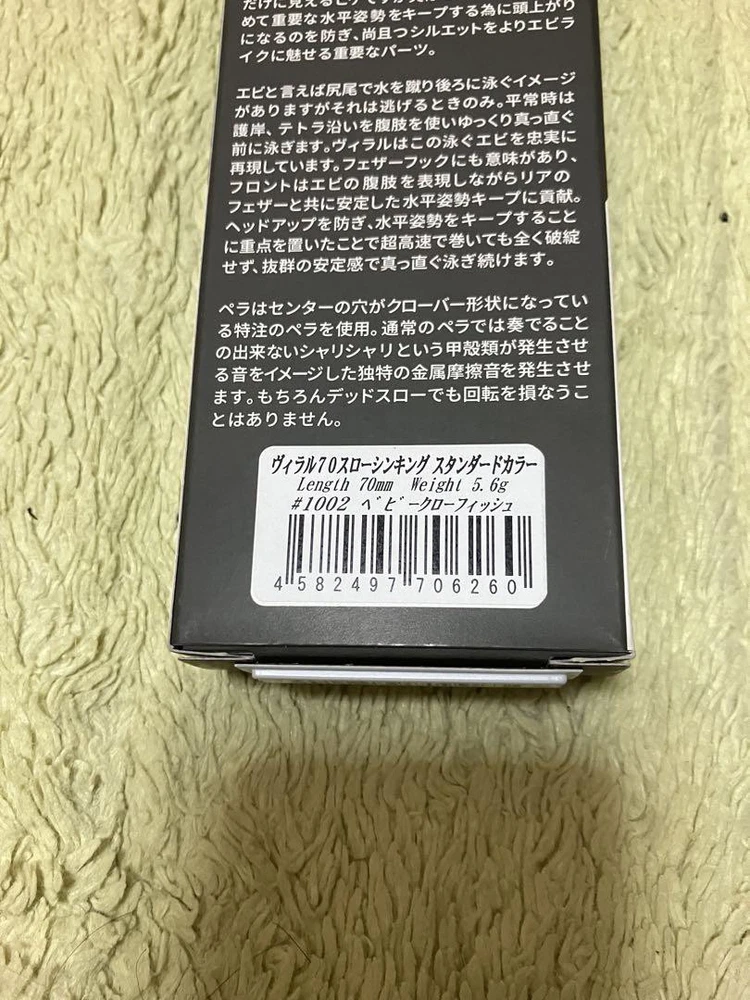 めて重要な水平姿勢をキープする為に頭上がり
になるのを防ぎ、尚且つシルエットをよりエビラ
イクに魅せる重要なパーツ。
エビと言えば尻尾で水を蹴り後ろに泳ぐイメージ
がありますがそれは逃げるときのみ。平常時は
護岸、テトラ沿いを腹肢を使いゆっくり真っ直ぐ
前に泳ぎます。ヴィラルはこの泳ぐエビを忠実に
再現しています。フェザーフックにも意味があり、
フロントはエビの腹肢を表現しながらリアの
フェザーと共に安定した水平姿勢キープに貢献。
ヘッドアップを防ぎ、水平姿勢をキープすること
に重点を置いたことで超高速で巻いても全く破綻
せず、抜群の安定感で真っ直ぐ泳ぎ続けます。
ペラはセンターの穴がクローバー形状になってい
る特注のペラを使用。通常のペラでは奏でること
の出来ないシャリシャリという甲殻類が発生させ
る音をイメージした独特の金属摩擦音を発生させ
ます。もちろんデッドスローでも回転を損なうこ
とはありません。
ヴィラル70スローシンキング スタンダードカラー
Length 70mm Weight 5.6g
#1002 ベビークローフィッシュ
4 582497 706260